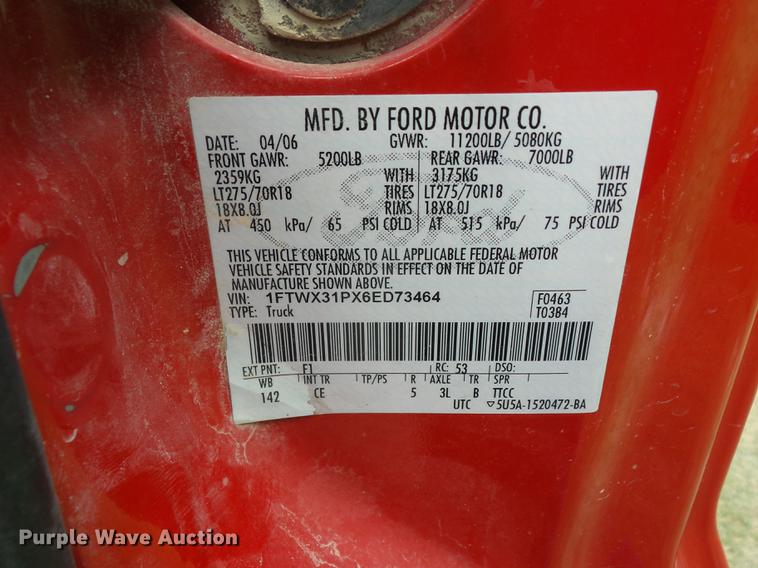 MFD. BY FORD MOTOR CO.
DATE: 04/06 GVWR: 11200LB/ 5080KG
FRONT GAWR: 5200LB REAR GAWR: 7000LB
2359KG WITH 3175KG WITH
LT275/70R18 TIRES LT275/70R18 TIRES
18X8.0J RIMS 18X8.0J RIMS
AT 450 kPa/ 65 PSI COLD AT 515 kPa/ 75 PSI COLD
Ford
THIS VEHICLE CONFORMS TO ALL APPLICABLE FEDERAL MOTOR
VEHICLE SAFETY STANDARDS IN EFFECT ON THE DATE OF
MANUFACTURE SHOWN ABOVE.
VIN: 1FTWX31PX6ED73464 F0463
TYPE: Truck T0384
EXT PNT: F1 RC: 53 DSO:
WB INT TR TP/PS R AXLE TR SPR
142 CE 5 3L B TTCC
UTC ▽5U5A-1520472-BA
Purple Wave Auction